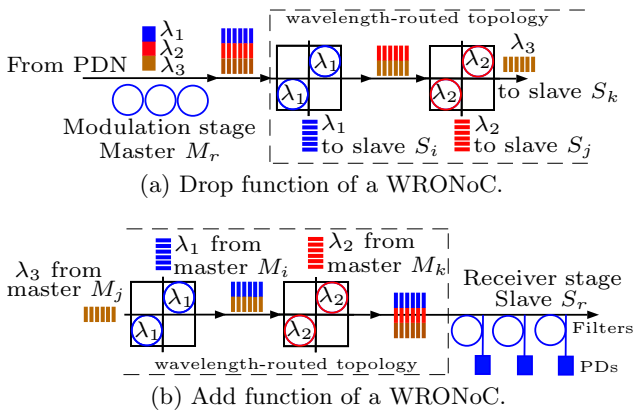 wavelength-routed topology
λ1
λ2
λ3
From PDN
λ1
λ1
λ2
λ2
λ3
to slave Sk
Modulation stage
Master Mr
λ1
to slave Si
λ2
to slave Sj
(a) Drop function of a WRONoC.
λ1 from
master Mi
λ2 from
master Mk
λ3 from
master Mj
λ1
λ1
λ2
λ2
Receiver stage
Slave Sr
Filters
wavelength-routed topology
PDs
(b) Add function of a WRONoC.